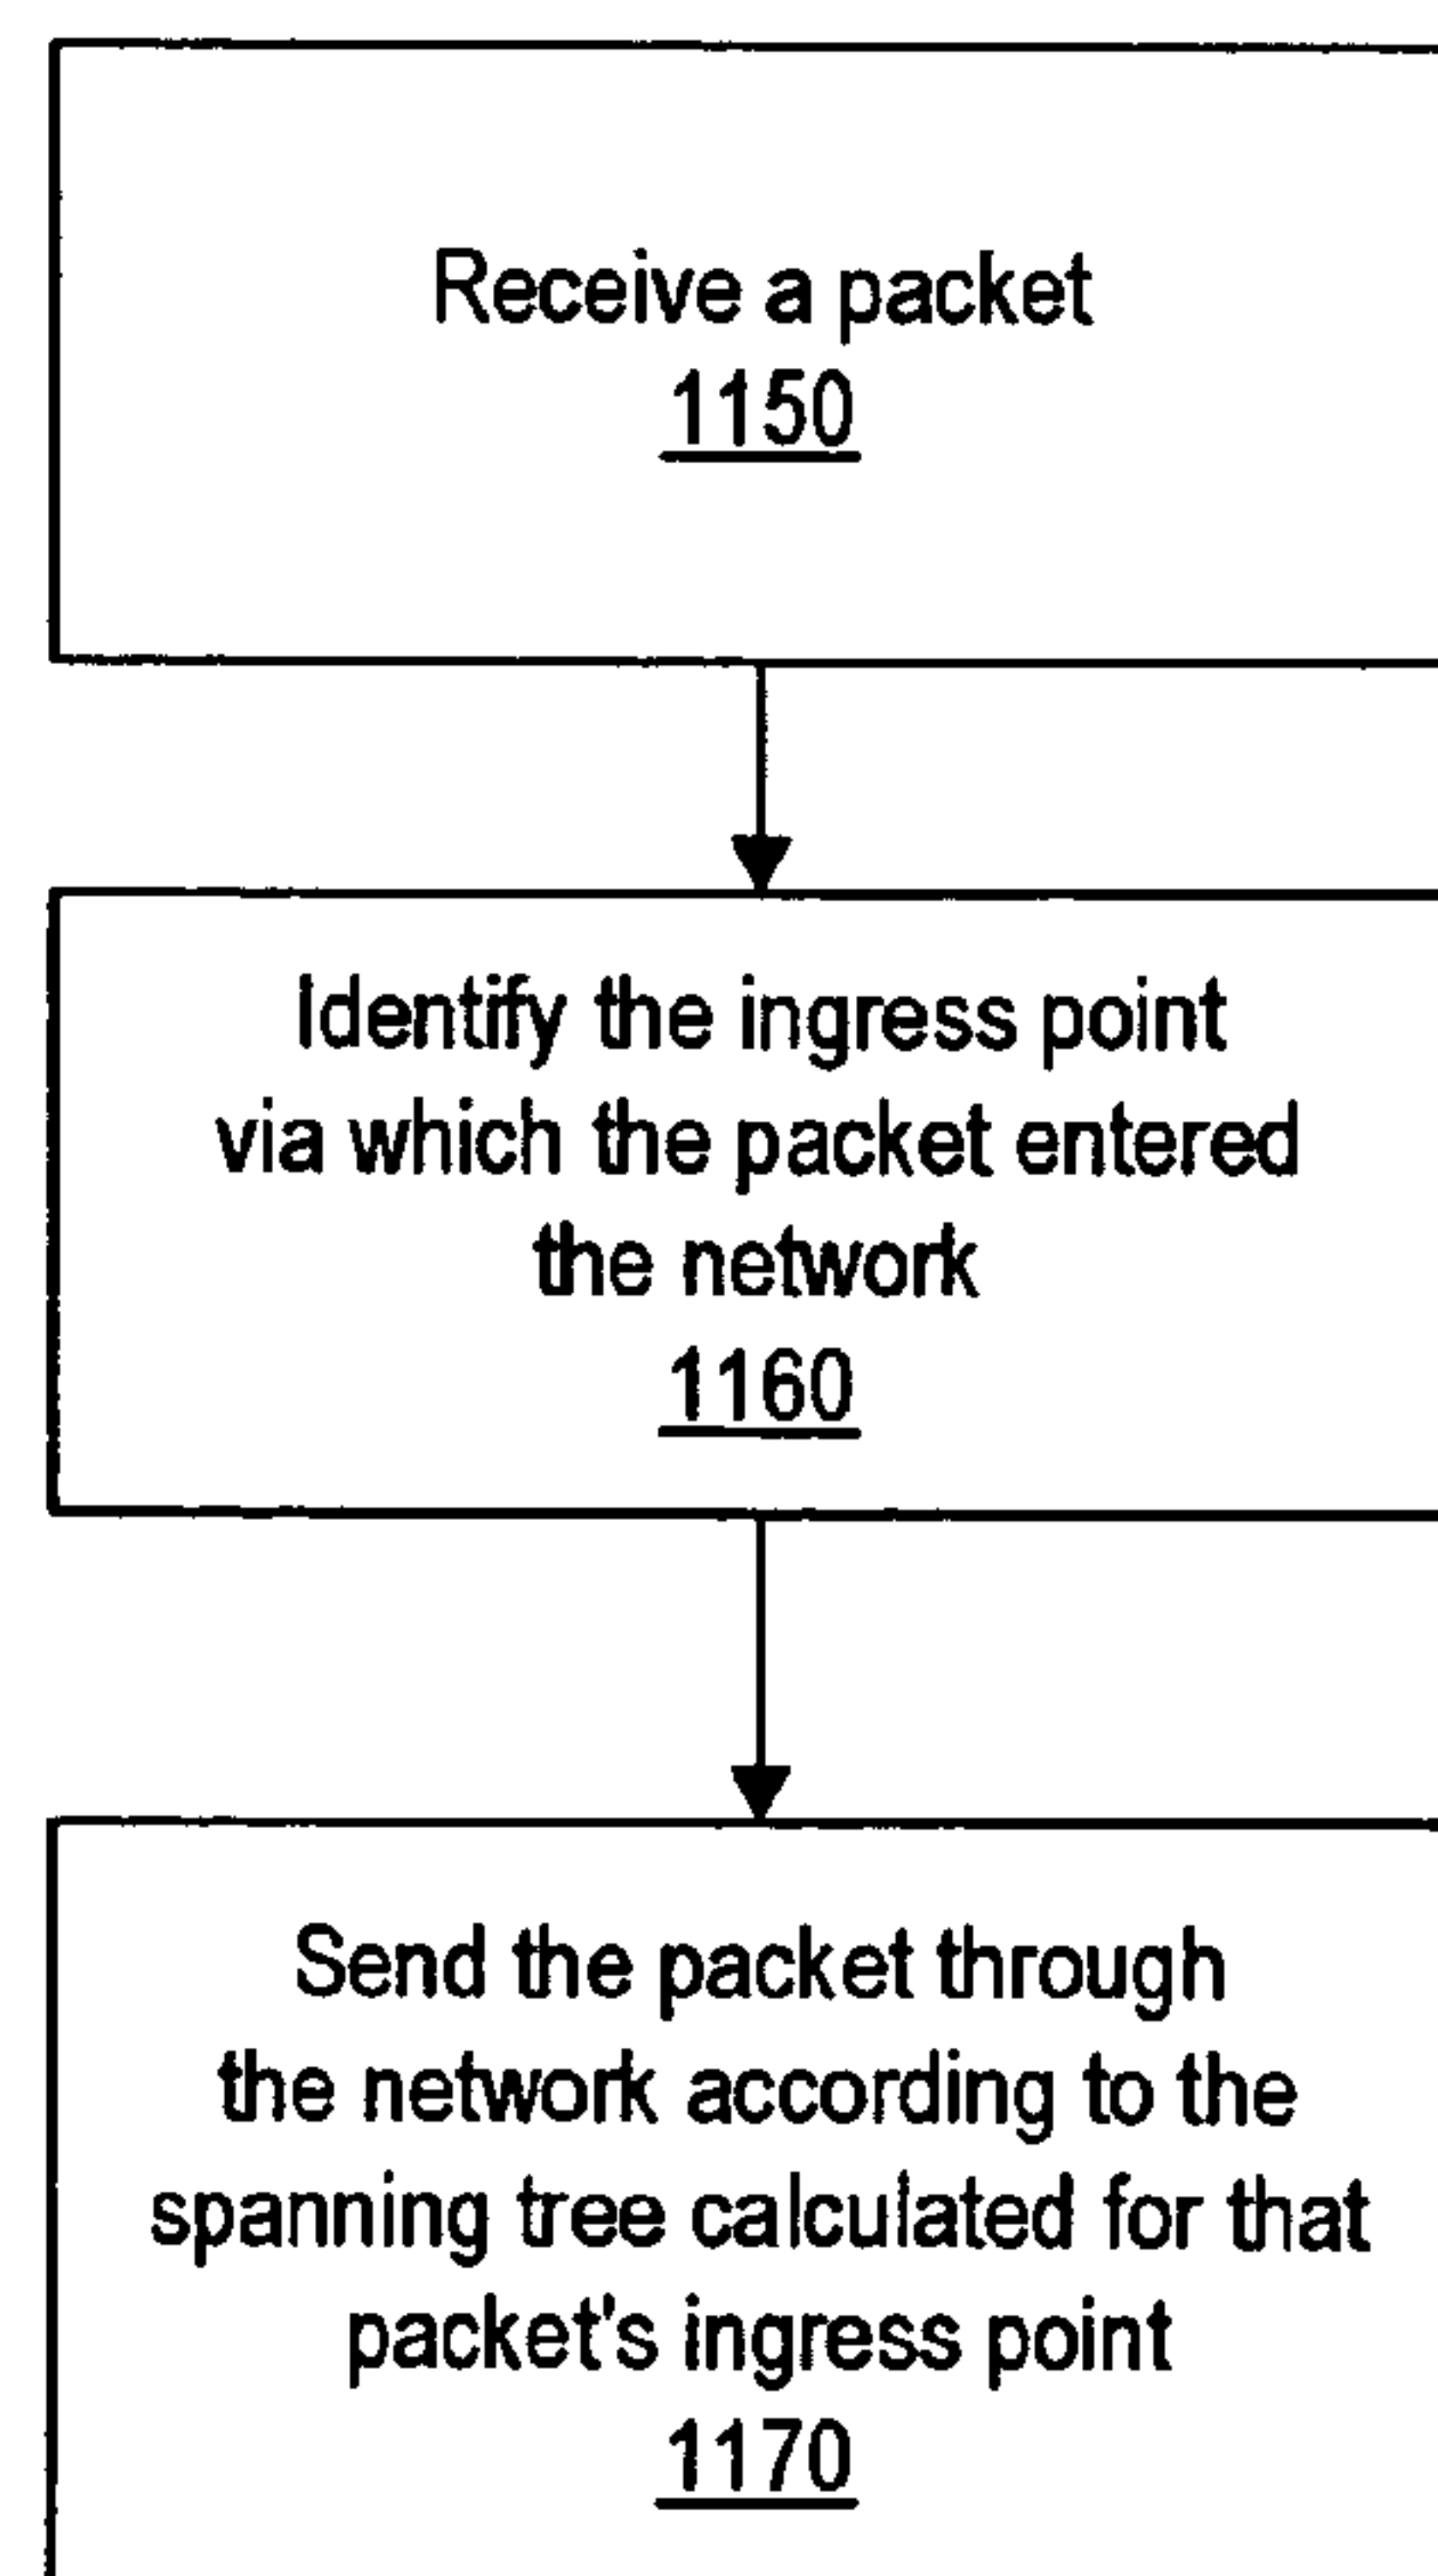 Receive a packet
1150
Identify the ingress point
via which the packet entered
the network
1160
Send the packet through
the network according to the
spanning tree calculated for that
packet's ingress point
1170